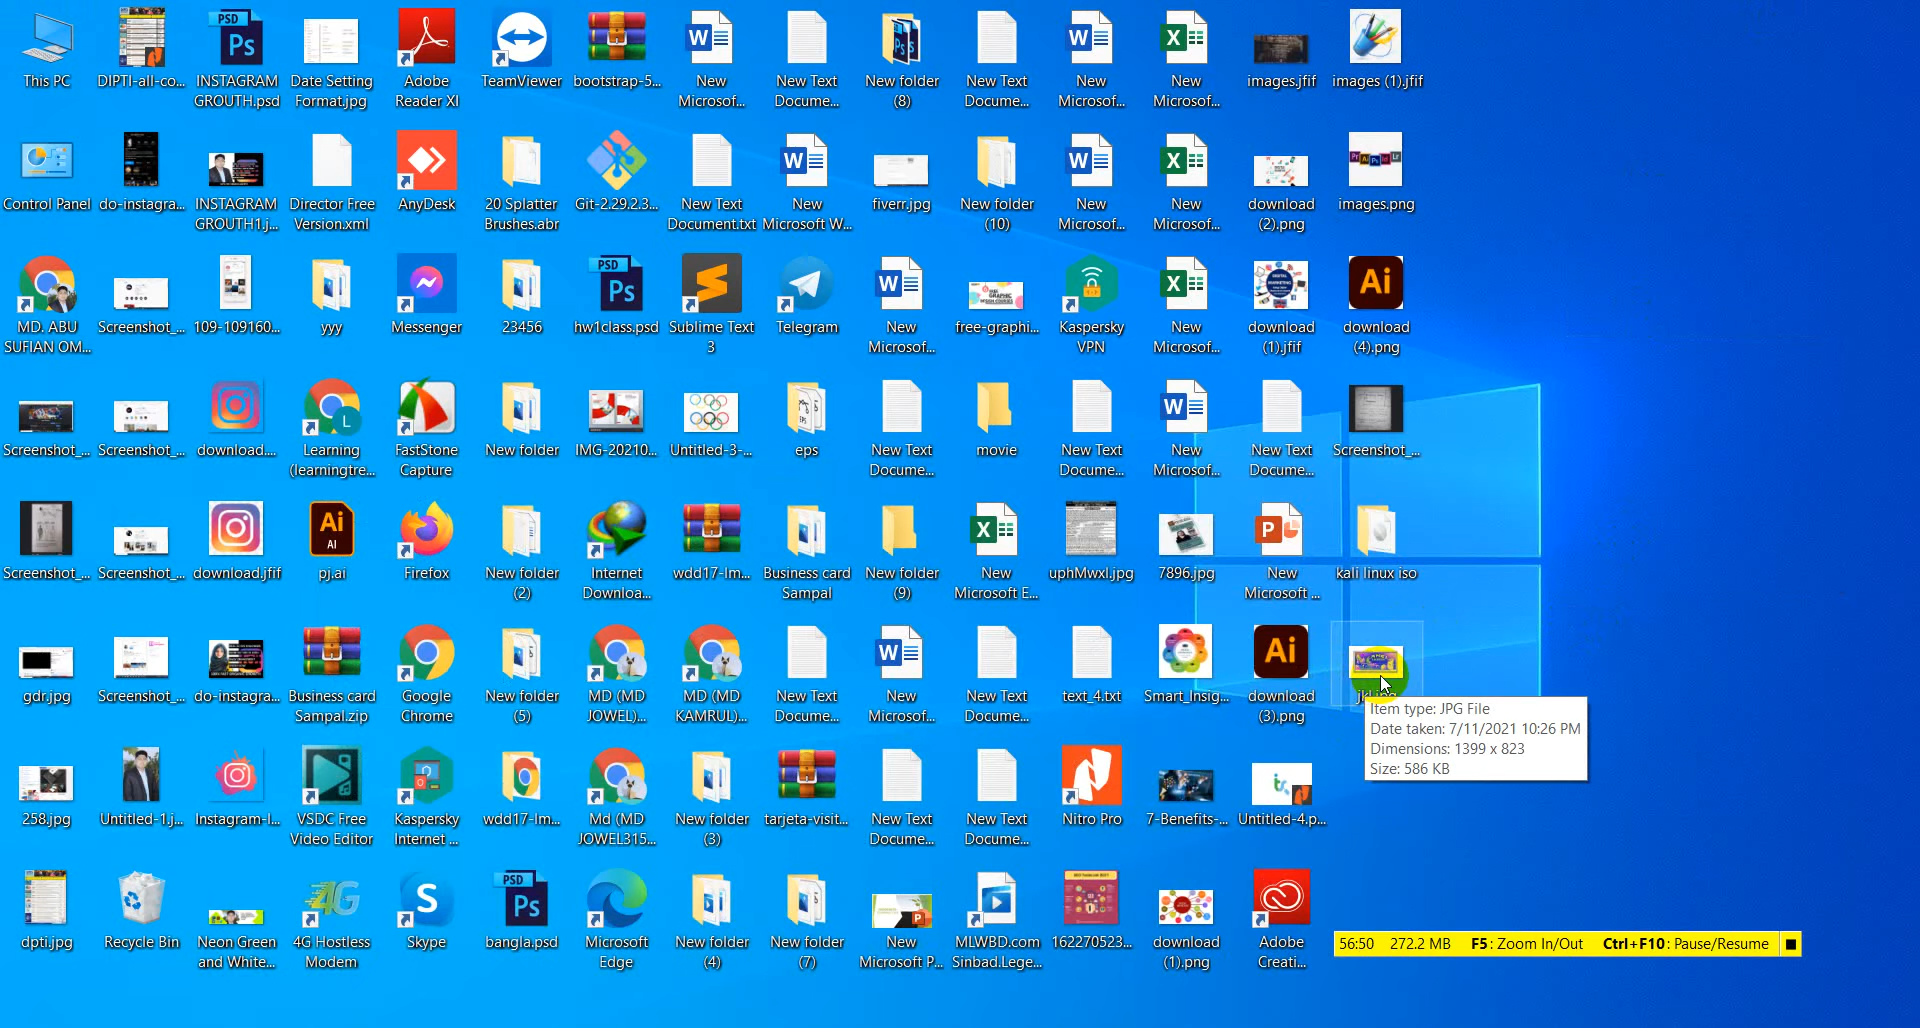 This PC
DIPTI-all-co...
INSTAGRAM
GROUTH.psd
Date Setting
Format.jpg
Adobe
Reader XI
TeamViewer
bootstrap-5...
New
Microsof...
New Text
Docume...
New folder
(8)
New Text
Docume...
New
Microsof...
New
Microsof...
images.jfif
images (1).jfif
Control Panel
do-instagra...
INSTAGRAM
GROUTH1.j...
Director Free
Version.xml
AnyDesk
20 Splatter
Brushes.abr
Git-2.29.2.3...
New Text
Document.txt
New
Microsoft W...
fiverr.jpg
New folder
(10)
New
Microsof...
New
Microsof...
download
(2).png
images.png
MD. ABU
SUFIAN OM...
Screenshot_...
109-109160...
yyy
Messenger
23456
hw1class.psd
Sublime Text
3
Telegram
New
Microsof...
free-graphi...
Kaspersky
VPN
New
Microsof...
download
(1).jfif
download
(4).png
Screenshot_...
Screenshot_...
download....
Learning
(learningtre...
FastStone
Capture
New folder
IMG-20210...
Untitled-3-...
eps
New Text
Docume...
movie
New Text
Docume...
New
Microsof...
New Text
Docume...
Screenshot_...
Screenshot_...
Screenshot_...
download.jfif
pj.ai
Firefox
New folder
(2)
Internet
Downloa...
wdd17-Im...
Business card
Sampal
New folder
(9)
New
Microsoft E...
uphMwxl.jpg
7896.jpg
New
Microsoft ...
kali linux iso
gdr.jpg
Screenshot_...
do-instagra...
Business card
Sampal.zip
Google
Chrome
New folder
(5)
MD (MD
JOWEL)...
MD (MD
KAMRUL)...
New Text
Docume...
New
Microsof...
New Text
Docume...
text_4.txt
Smart_Insig...
download
(3).png
Item type: JPG File
Date taken: 7/11/2021 10:26 PM
Dimensions: 1399 x 823
Size: 586 KB
258.jpg
Untitled-1.j...
Instagram-l...
VSDC Free
Video Editor
Kaspersky
Internet ...
wdd17-Im...
Md (MD
JOWEL315...
New folder
(3)
tarjeta-visit...
New Text
Docume...
New Text
Docume...
Nitro Pro
7-Benefits-...
Untitled-4.p...
dpti.jpg
Recycle Bin
Neon Green
and White...
4G Hostless
Modem
Skype
bangla.psd
Microsoft
Edge
New folder
(4)
New folder
(7)
New
Microsoft P...
MLWBD.com
Sinbad.Lege...
162270523...
download
(1).png
Adobe
Creati...
56:50 272.2 MB F5: Zoom In/Out Ctrl+F10: Pause/Resume